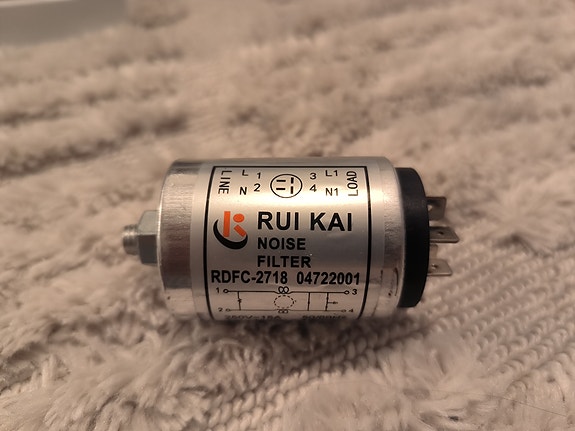 LINE
L 1
N 2
3 L1
4 N1
LOAD
RUI KAI
NOISE
FILTER
RDFC-2718 04722001
1 3
2 4